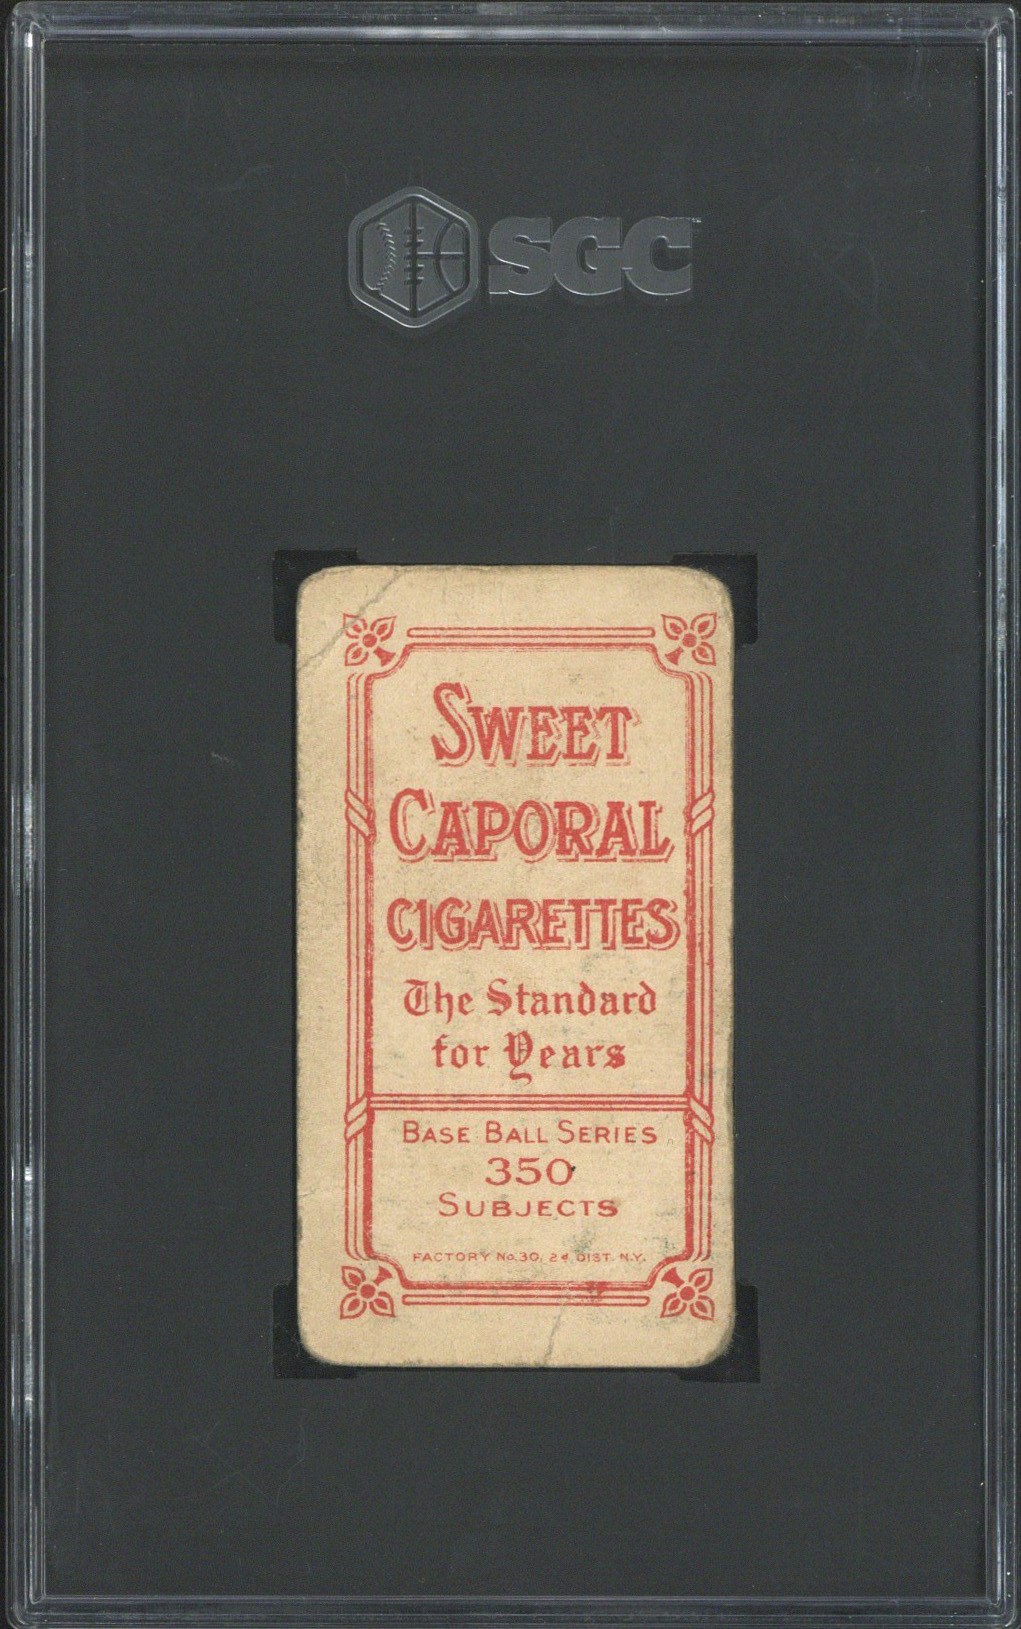 SGC
SWEET
CAPORAL
CIGARETTES
The Standard
for Years
BASE BALL SERIES
350
SUBJECTS
FACTORY No. 30, 2d DIST. N.Y.